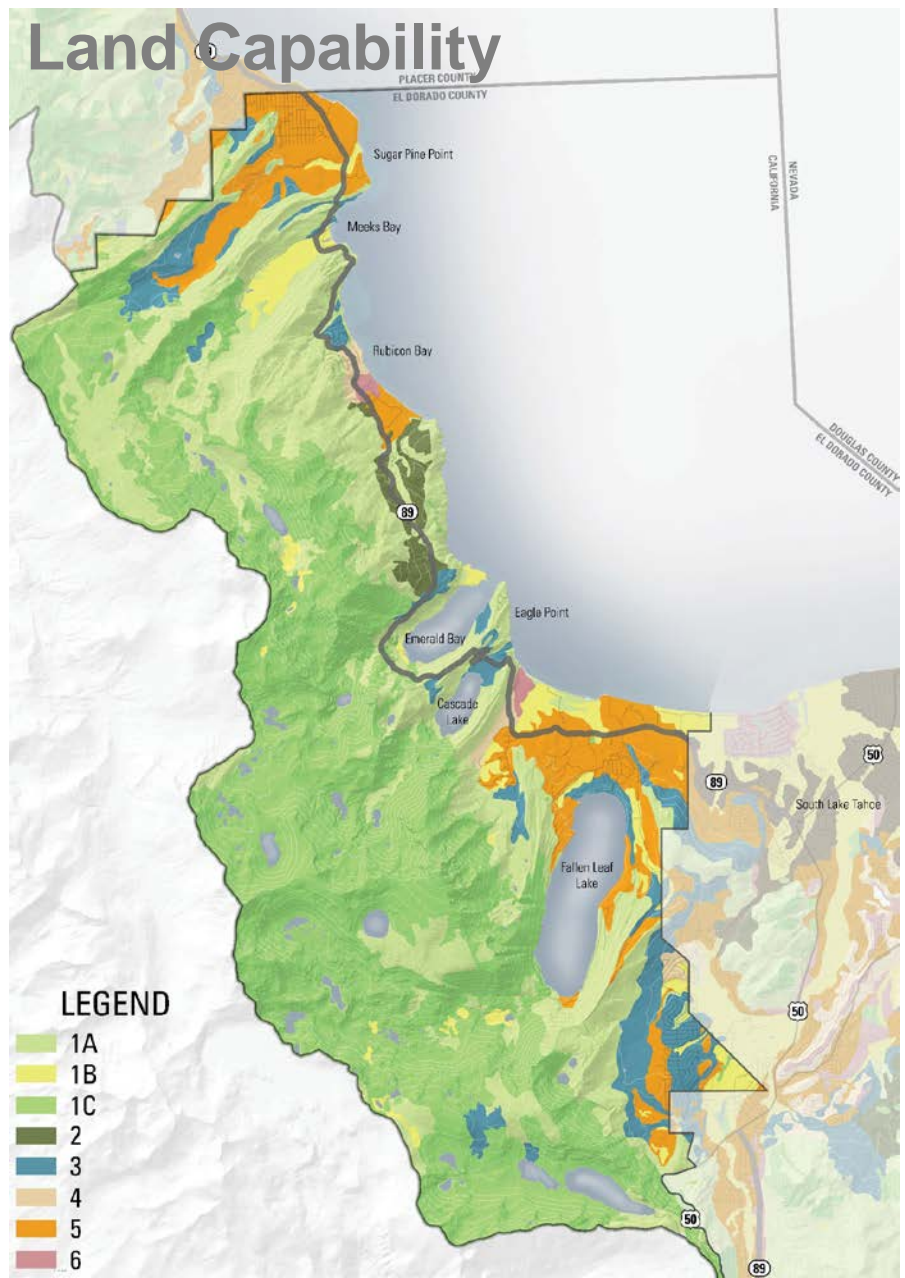 Land Capability
89
PLACER COUNTY
EL DORADO COUNTY
Sugar Pine Point
NEVADA
CALIFORNIA
Meeks Bay
Rubicon Bay
DOUGLAS COUNTY
EL DORADO COUNTY
89
Eagle Point
Emerald Bay
Cascade
Lake
50
89
South Lake Tahoe
Fallen Leaf
Lake
LEGEND
50
1A
1B
1C
2
3
4
5
6
50
89